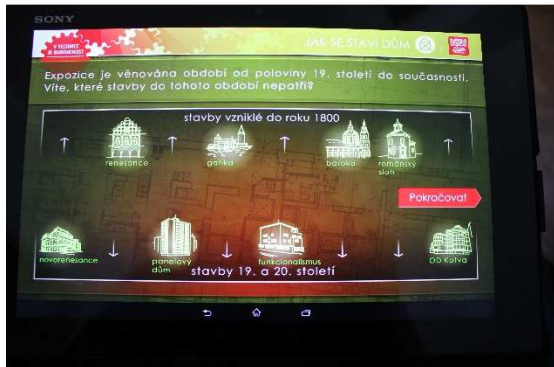 SONY
V TECHNICE
JE BUDOUCNOST
JAK SE STAVÍ DŮM
Expozice je věnována období od poloviny 19. století do současnosti.
Víte, které stavby do tohoto období nepatří?
stavby vzniklé do roku 1800
renesance
gotika
baroko
románský
sloh
Pokračovat
novorenesance
panelový
dům
funkcionalismus
OD Kotva
stavby 19. a 20. století